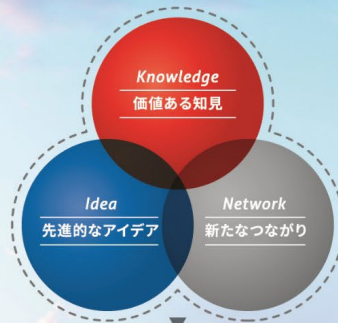 Knowledge
価値ある知見
Idea
先進的なアイデア
Network
新たなつながり